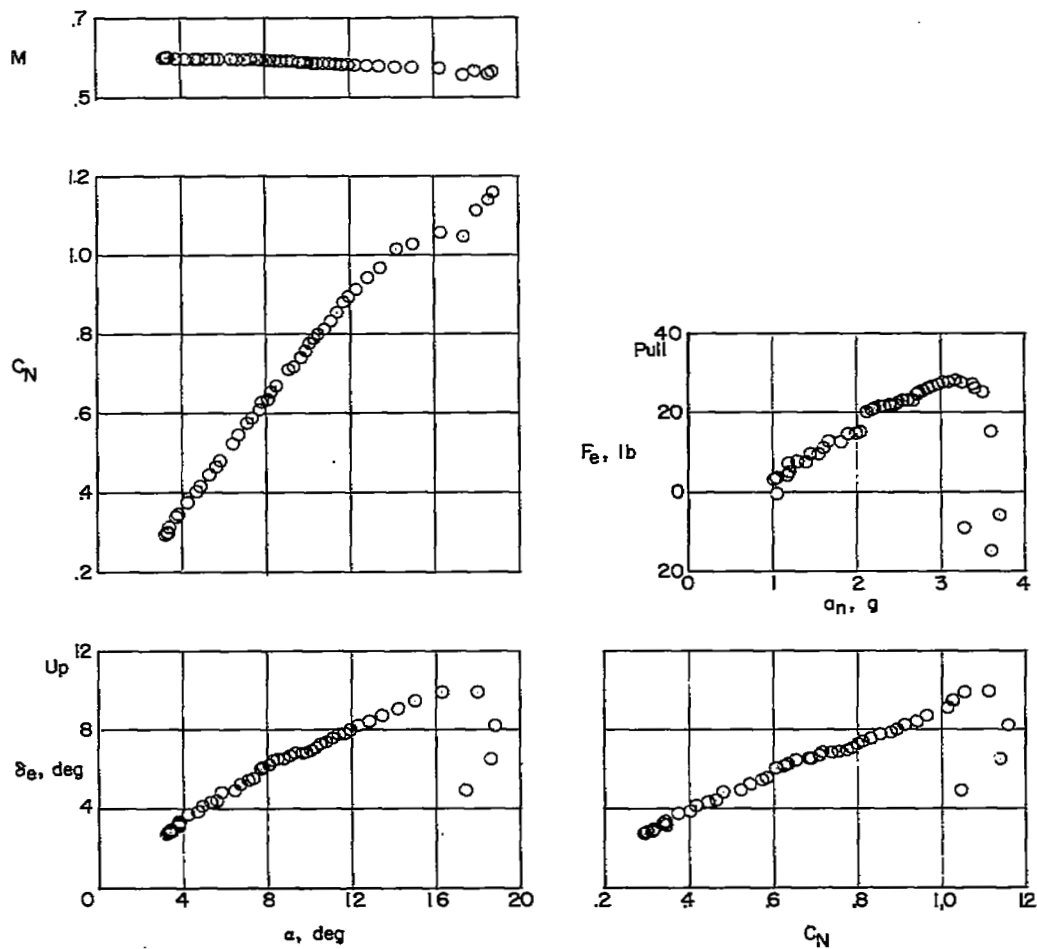 .7
M
.5
1.2
1.0
.8
C_N
.6
.4
.2
40
Pull
20
F_e, lb
0
20
0 1 2 3 4
a_n, g
12
Up
8
δ_e, deg
4
0 4 8 12 16 20
α, deg
.2 .4 .6 .8 1.0 1.2
C_N